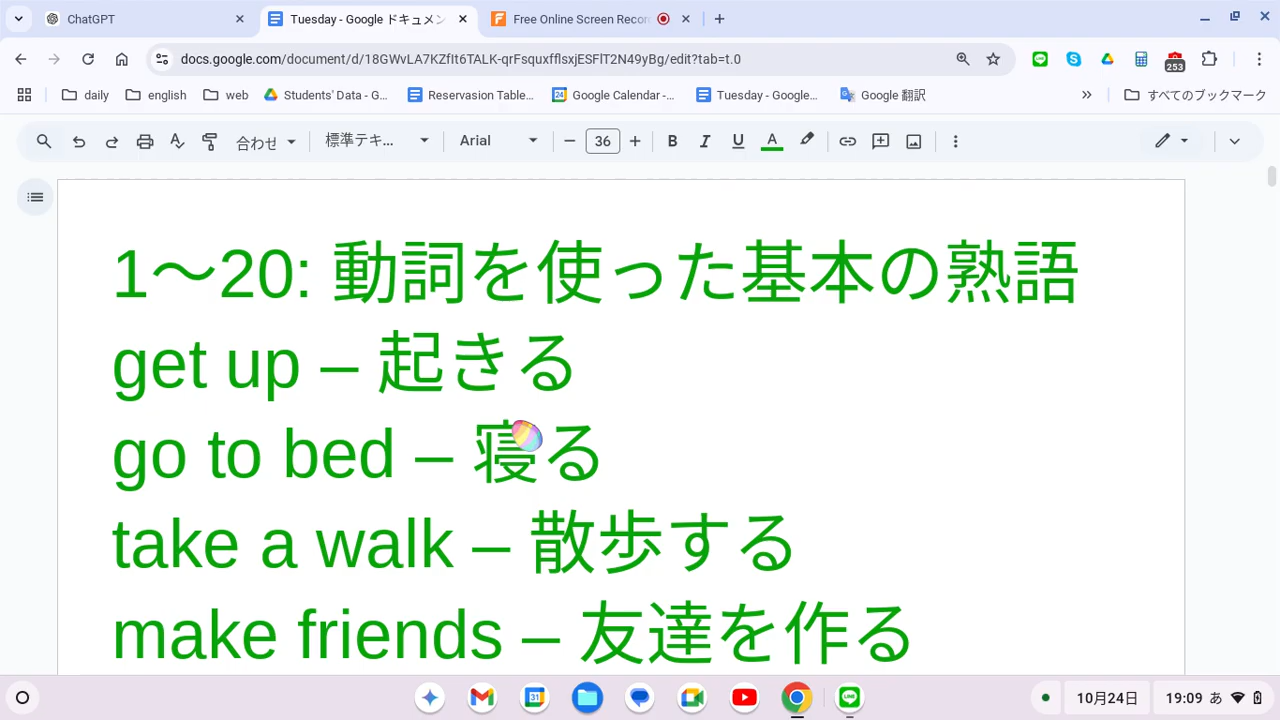 ChatGPT
Tuesday - Google ドキュメン
Free Online Screen Recor
docs.google.com/document/d/
/edit?tab=t.0
253
daily
english
web
Students' Data - G...
Reservasion Table...
Google Calendar -...
Tuesday - Google...
Google 翻訳
»
すべてのブックマーク
合わせ
標準テキ...
Arial
36
B
I
U
A
1～20: 動詞を使った基本の熟語
get up – 起きる
go to bed – 寝る
take a walk – 散歩する
make friends – 友達を作る
31
LINE
10月24日
19:09
あ